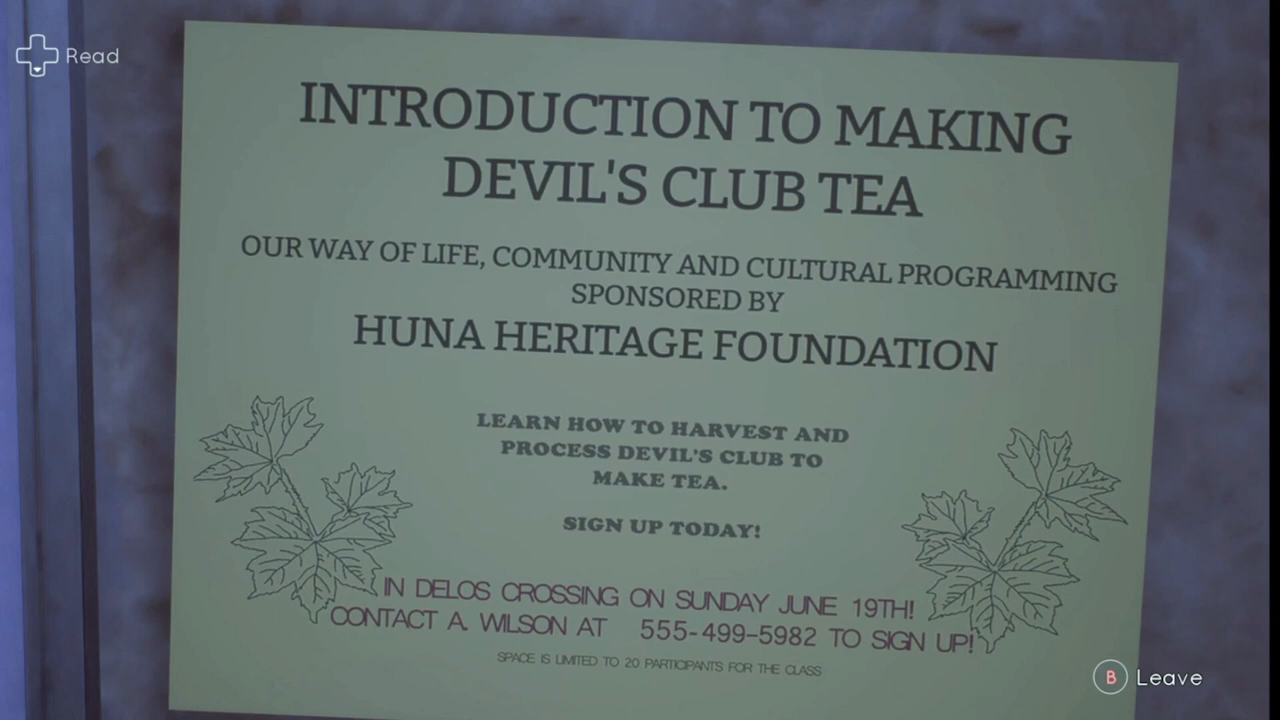 Read
INTRODUCTION TO MAKING
DEVIL'S CLUB TEA
OUR WAY OF LIFE, COMMUNITY AND CULTURAL PROGRAMMING
SPONSORED BY
HUNA HERITAGE FOUNDATION
LEARN HOW TO HARVEST AND
PROCESS DEVIL'S CLUB TO
MAKE TEA.
SIGN UP TODAY!
IN DELOS CROSSING ON SUNDAY JUNE 19TH!
CONTACT A. WILSON AT 555-499-5982 TO SIGN UP!
SPACE IS LIMITED TO 20 PARTICIPANTS FOR THE CLASS
B Leave